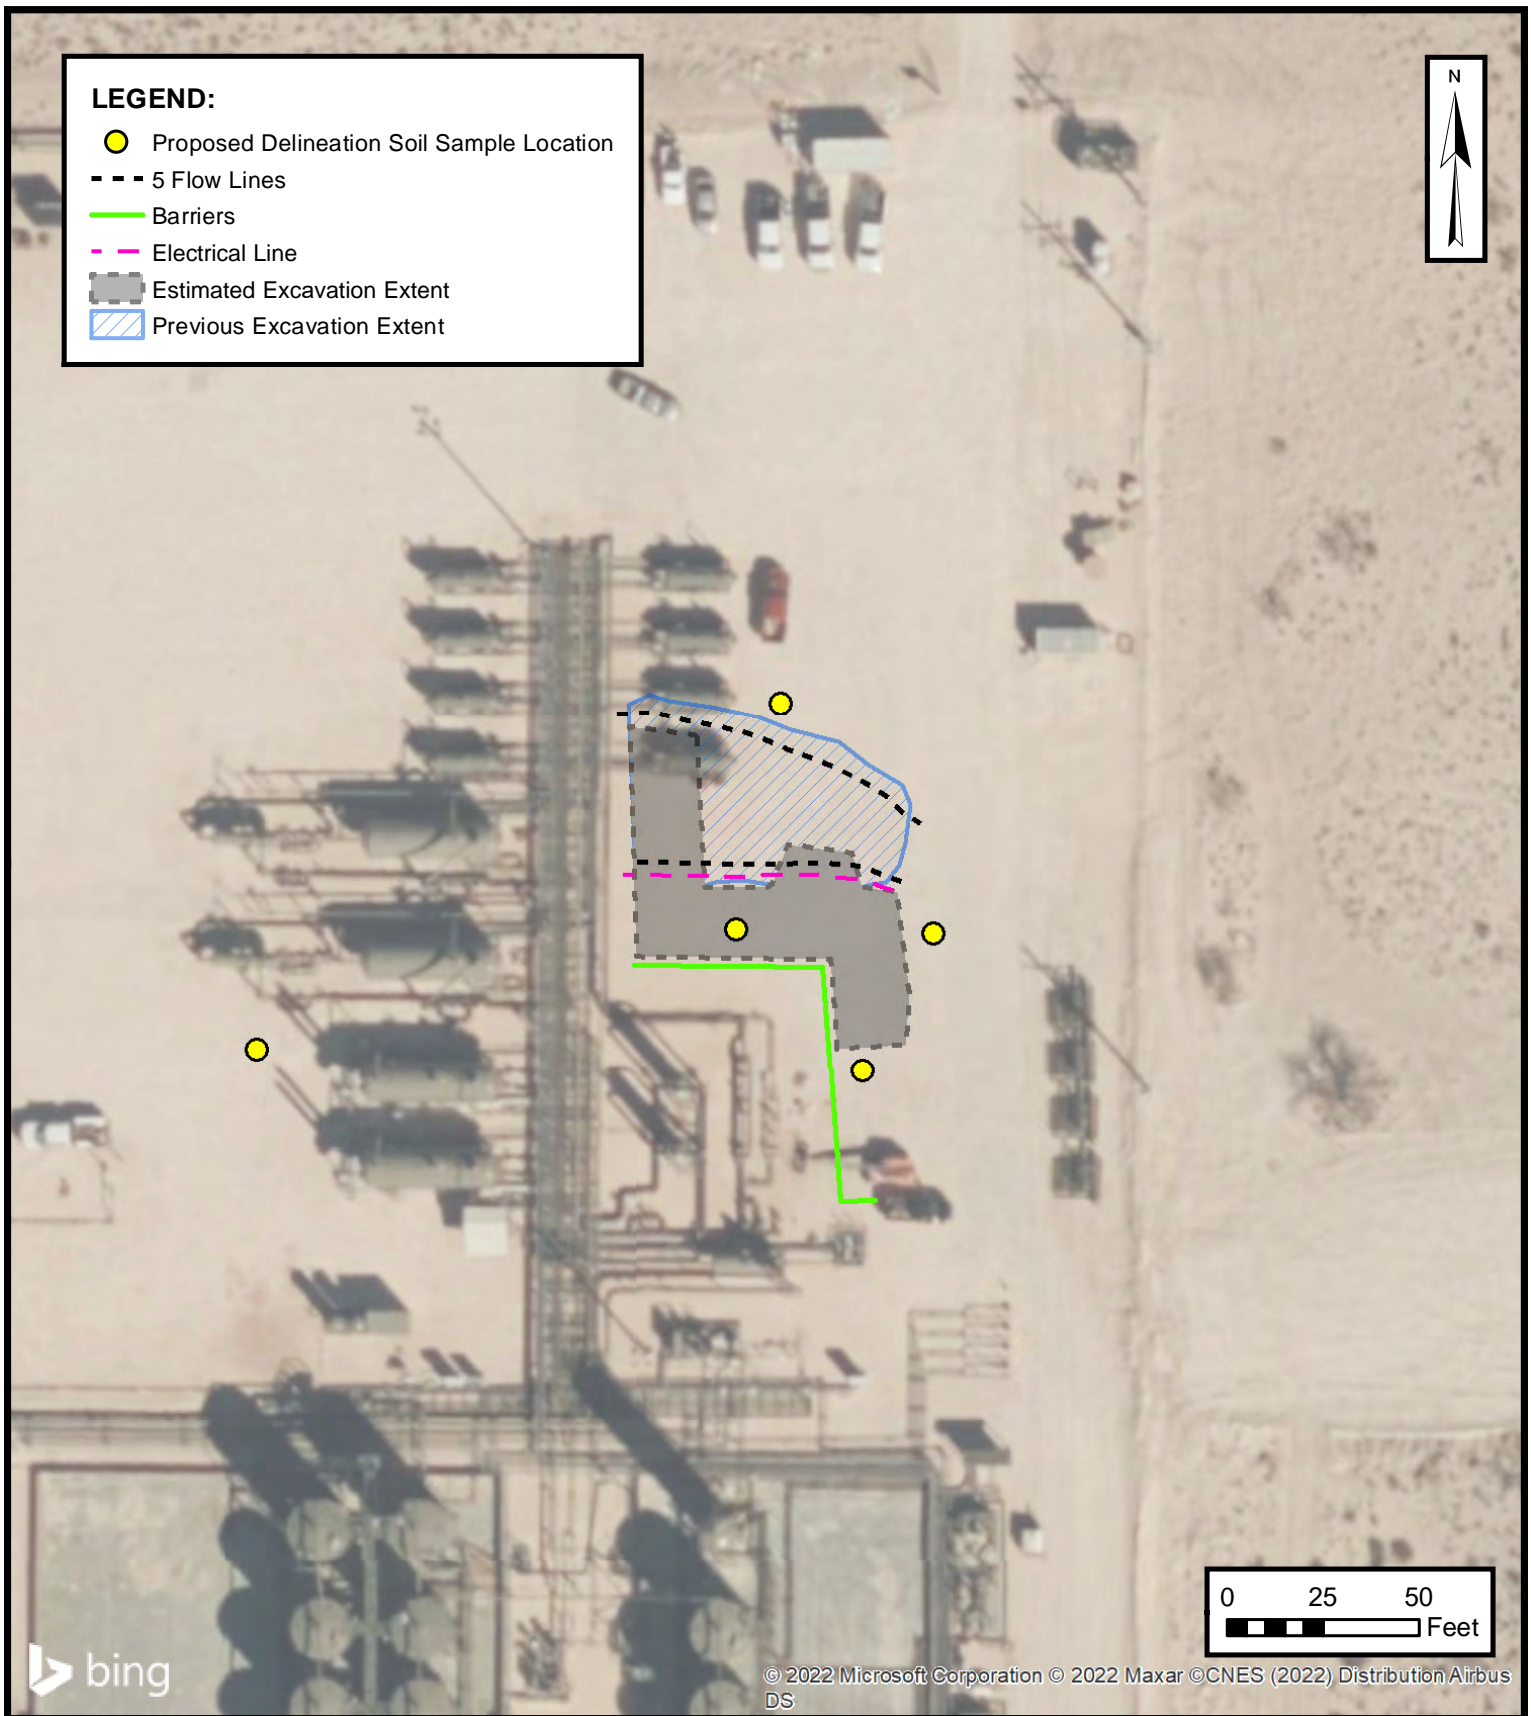 LEGEND:
Proposed Delineation Soil Sample Location
5 Flow Lines
Barriers
Electrical Line
Estimated Excavation Extent
Previous Excavation Extent
N
0 25 50
Feet
bing
© 2022 Microsoft Corporation © 2022 Maxar ©CNES (2022) Distribution Airbus
DS